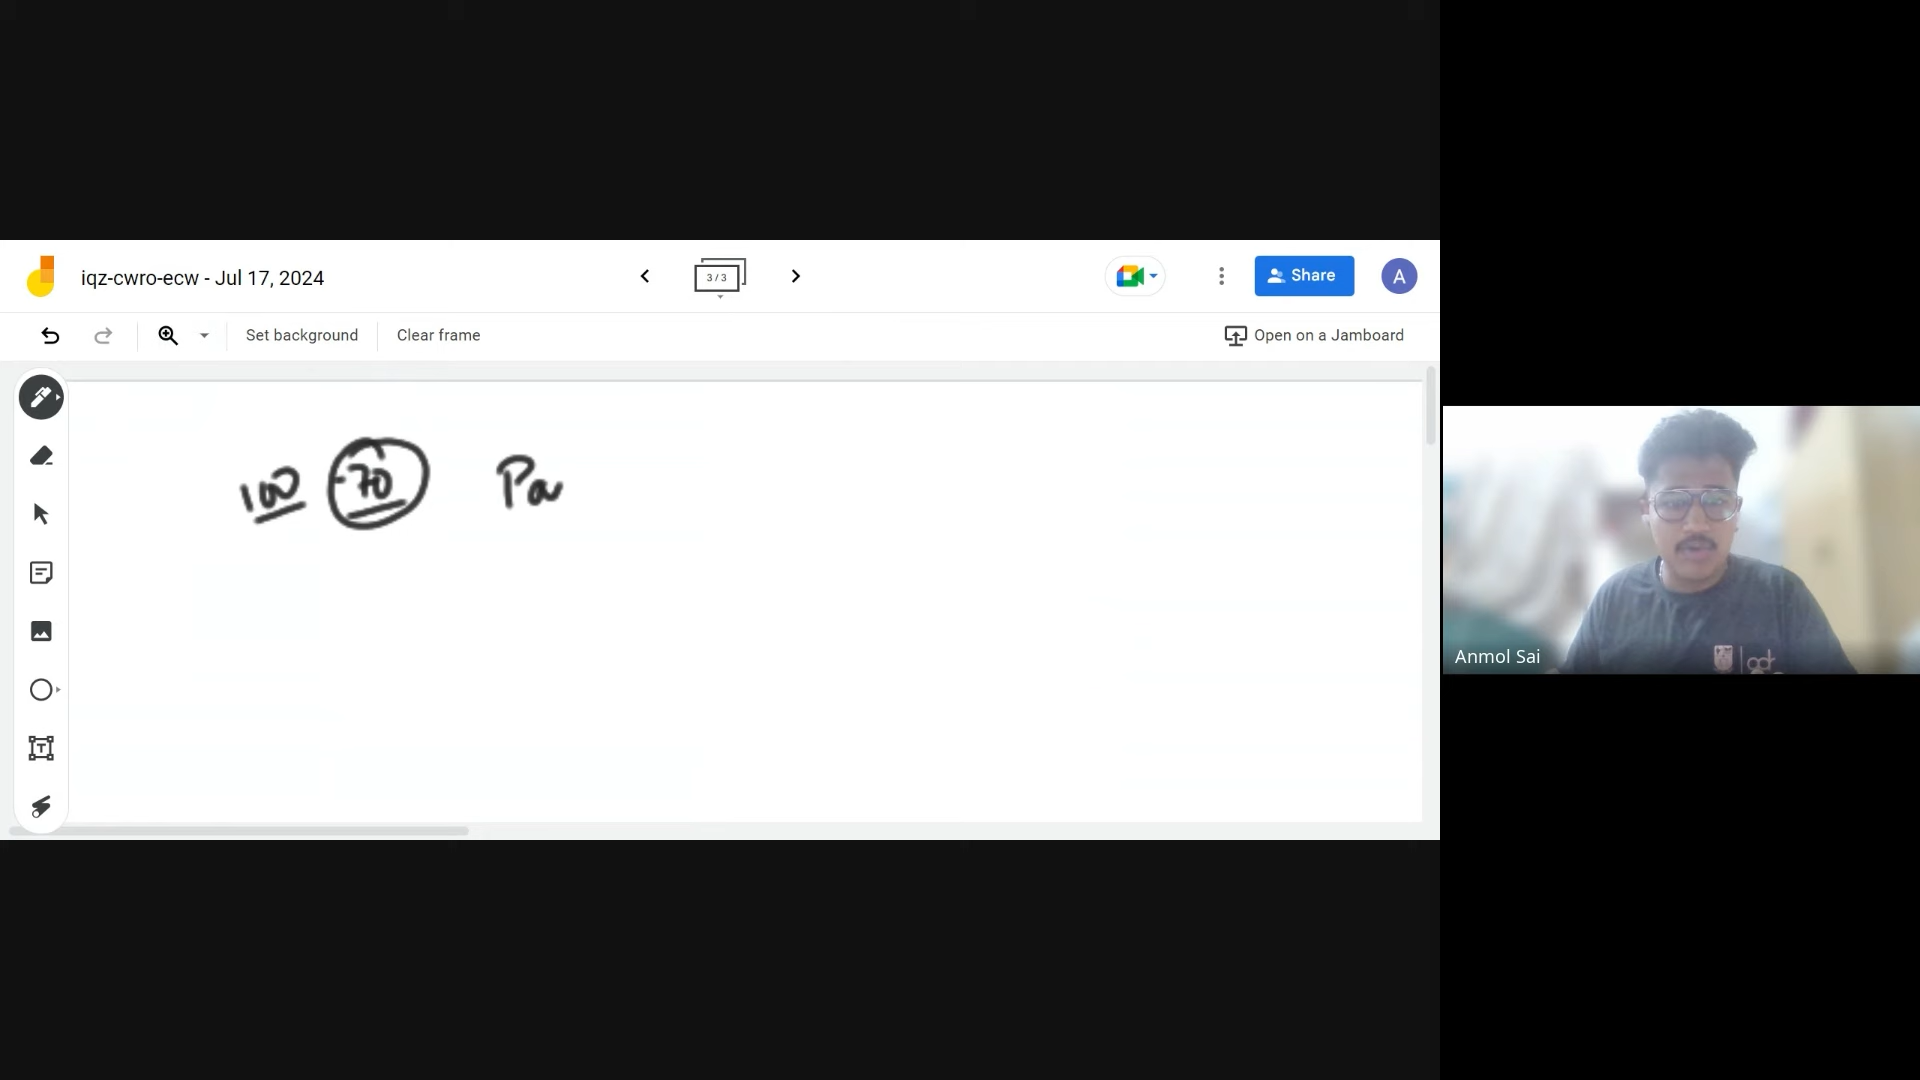 iqz-cwro-ecw - Jul 17, 2024
3 / 3
Share
A
Set background
Clear frame
Open on a Jamboard
100 -70 Pa
T
Anmol Sai